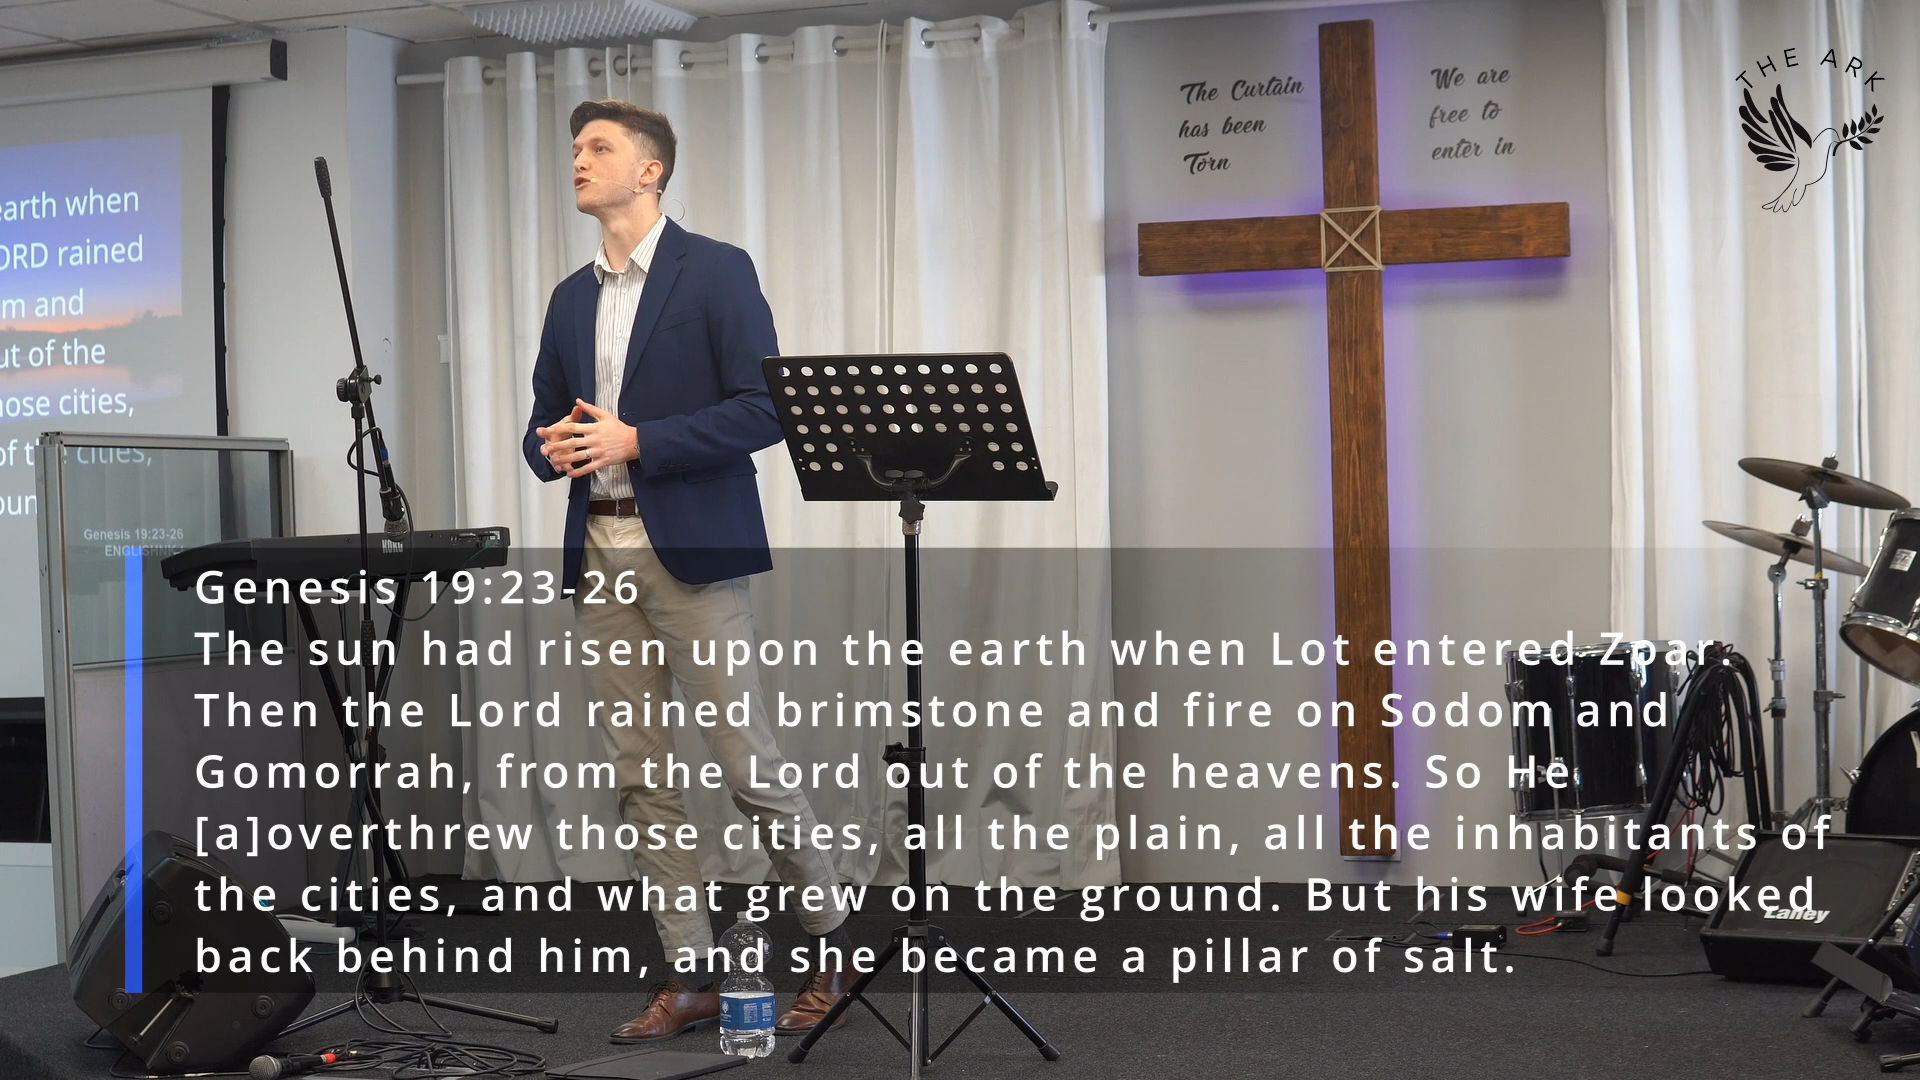 THE ARK
The Curtain
has been
Torn
We are
free to
enter in
earth when
ORD rained
m and
ut of the
hose cities,
of the cities,
Genesis 19:23-26
Genesis 19:23-26
The sun had risen upon the earth when Lot entered Zoar.
Then the Lord rained brimstone and fire on Sodom and
Gomorrah, from the Lord out of the heavens. So He
[a]overthrew those cities, all the plain, all the inhabitants of
the cities, and what grew on the ground. But his wife looked
back behind him, and she became a pillar of salt.
KORG
Laney